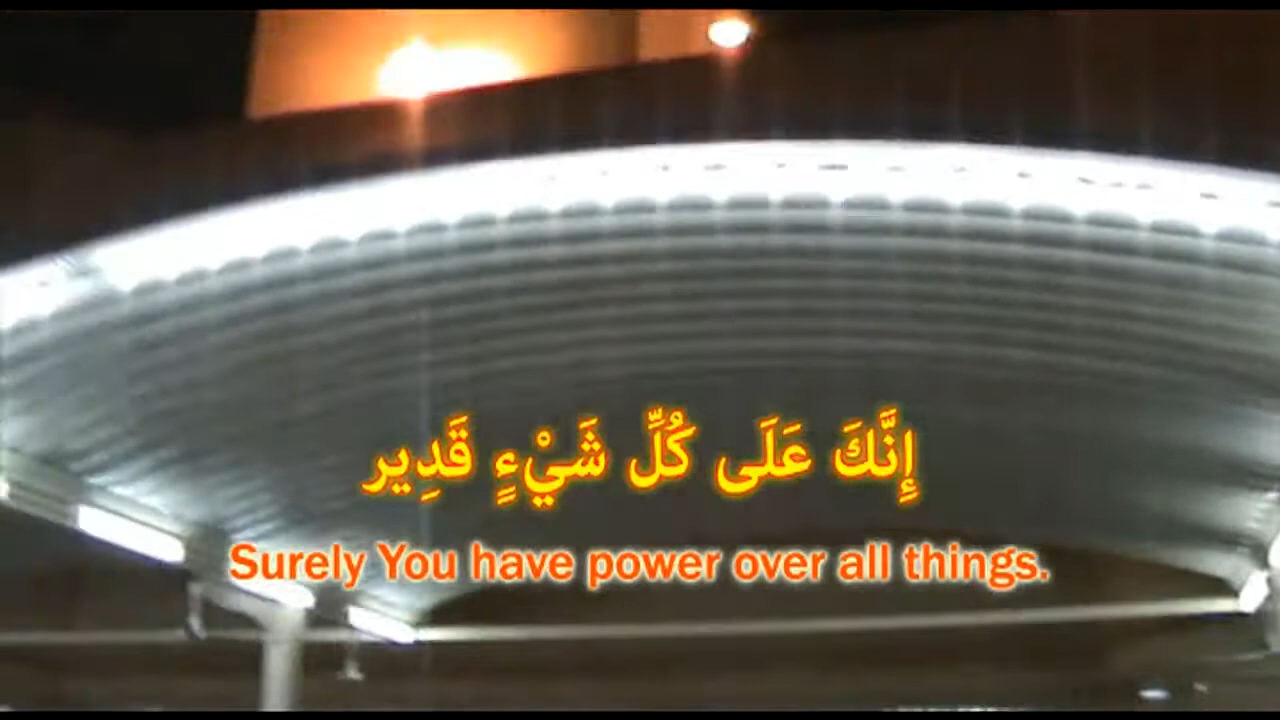 إِنَّكَ عَلَى كُلِّ شَيْءٍ قَدِير
Surely You have power over all things.